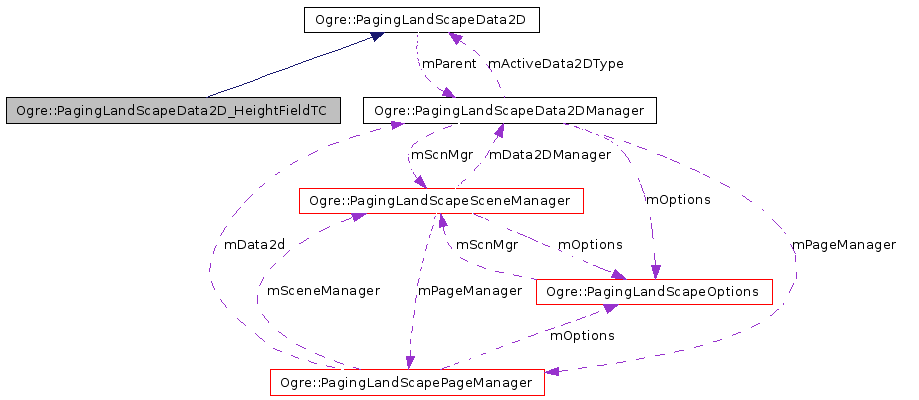 Ogre::PagingLandScapeData2D
mParent
mActiveData2DType
Ogre::PagingLandScapeData2D_HeightFieldTC
Ogre::PagingLandScapeData2DManager
mScnMgr
mData2DManager
Ogre::PagingLandScapeSceneManager
mOptions
mData2d
mScnMgr
mOptions
mPageManager
mSceneManager
mPageManager
Ogre::PagingLandScapeOptions
mOptions
Ogre::PagingLandScapePageManager